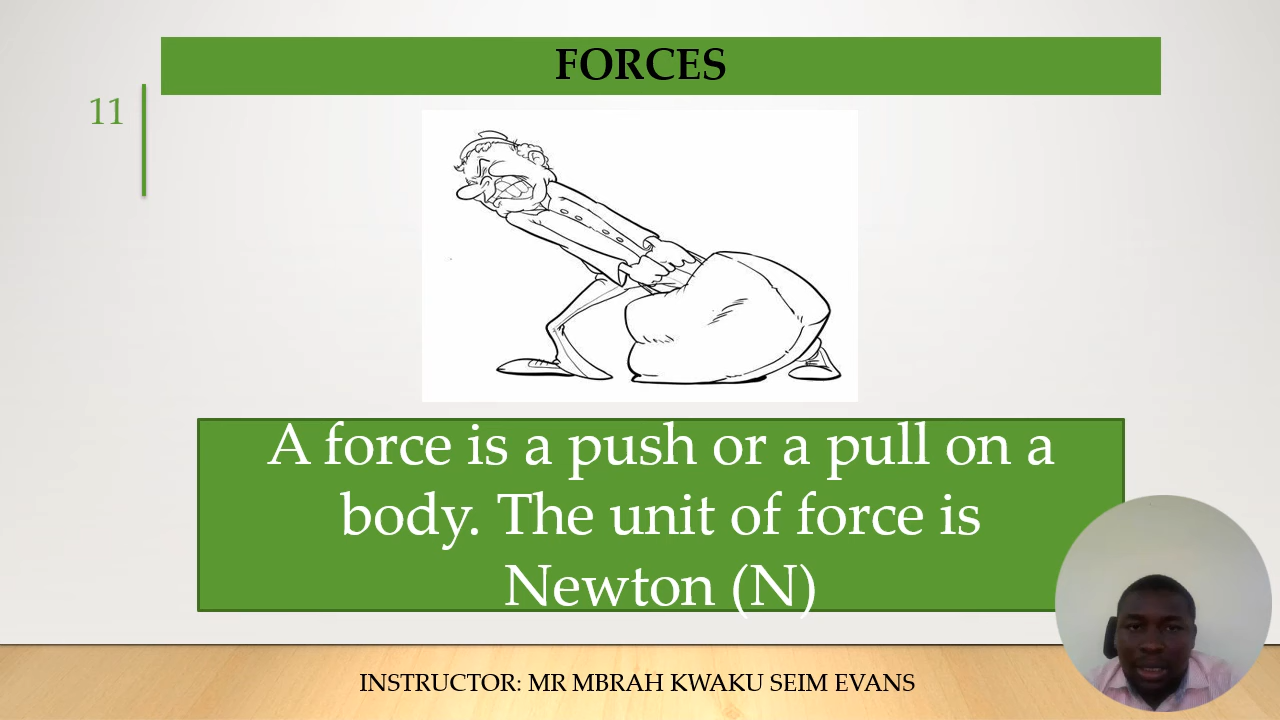 FORCES
11
A force is a push or a pull on a
body. The unit of force is
Newton (N)
INSTRUCTOR: MR MBRAH KWAKU SEIM EVANS